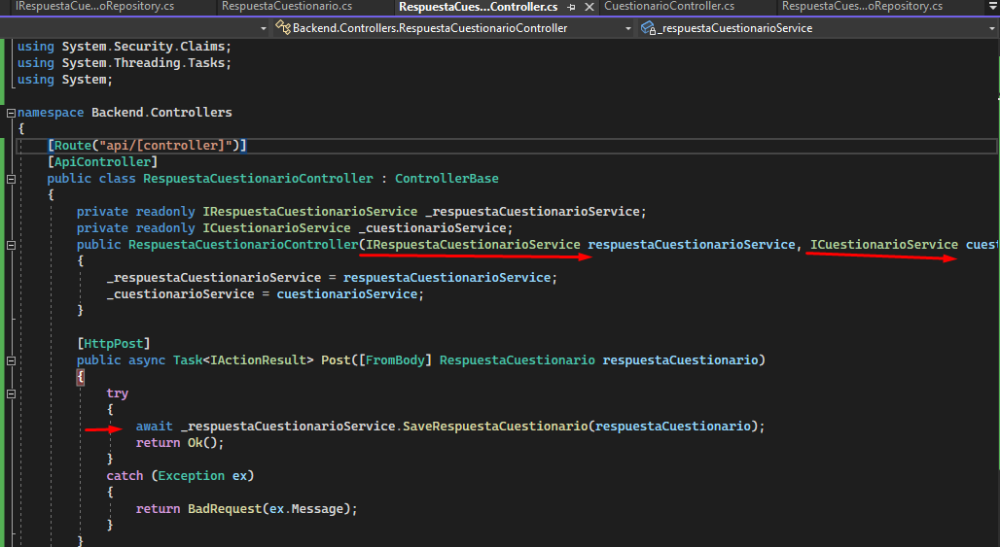 IRespuestaCue...oRepository.cs RespuestaCuestionario.cs RespuestaCues...Controller.cs CuestionarioController.cs RespuestaCues...oRepository.cs
Backend.Controllers.RespuestaCuestionarioController _respuestaCuestionarioService
using System.Security.Claims;
using System.Threading.Tasks;
using System;
namespace Backend.Controllers
{
[Route("api/[controller]")]
[ApiController]
public class RespuestaCuestionarioController : ControllerBase
{
private readonly IRespuestaCuestionarioService _respuestaCuestionarioService;
private readonly ICuestionarioService _cuestionarioService;
public RespuestaCuestionarioController(IRespuestaCuestionarioService respuestaCuestionarioService, ICuestionarioService cuest
{
_respuestaCuestionarioService = respuestaCuestionarioService;
_cuestionarioService = cuestionarioService;
}
[HttpPost]
public async Task<IActionResult> Post([FromBody] RespuestaCuestionario respuestaCuestionario)
{
try
{
await _respuestaCuestionarioService.SaveRespuestaCuestionario(respuestaCuestionario);
return Ok();
}
catch (Exception ex)
{
return BadRequest(ex.Message);
}
}